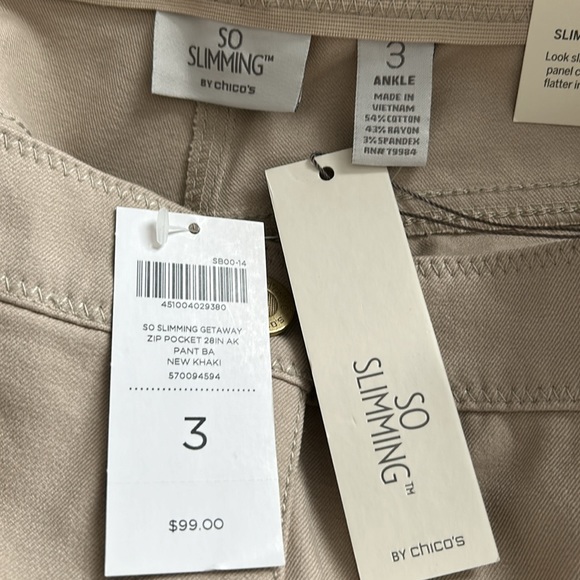 SO
SLIMMING™
BY chico's
3
ANKLE
MADE IN
VIETNAM
54% COTTON
43% RAYON
3% SPANDEX
RN# 79984
SLIM
Look sl
panel c
flatter i
SB00-14
451004029380
SO SLIMMING GETAWAY
ZIP POCKET 28IN AK
PANT BA
NEW KHAKI
570094594
3
$99.00
SO
SLIMMING™
BY chico's